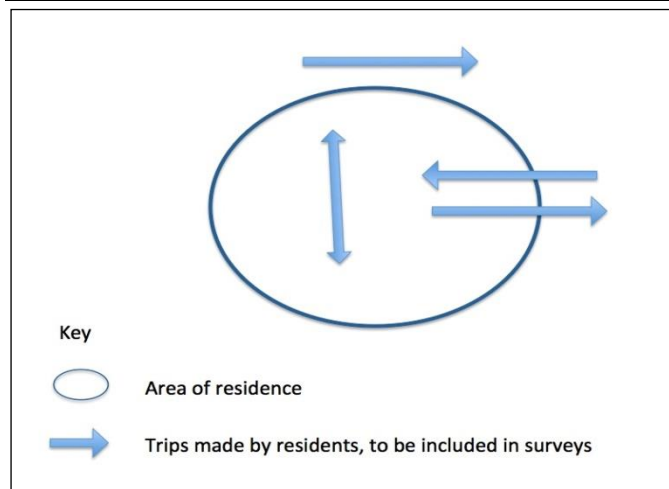 Key
Area of residence
Trips made by residents, to be included in surveys